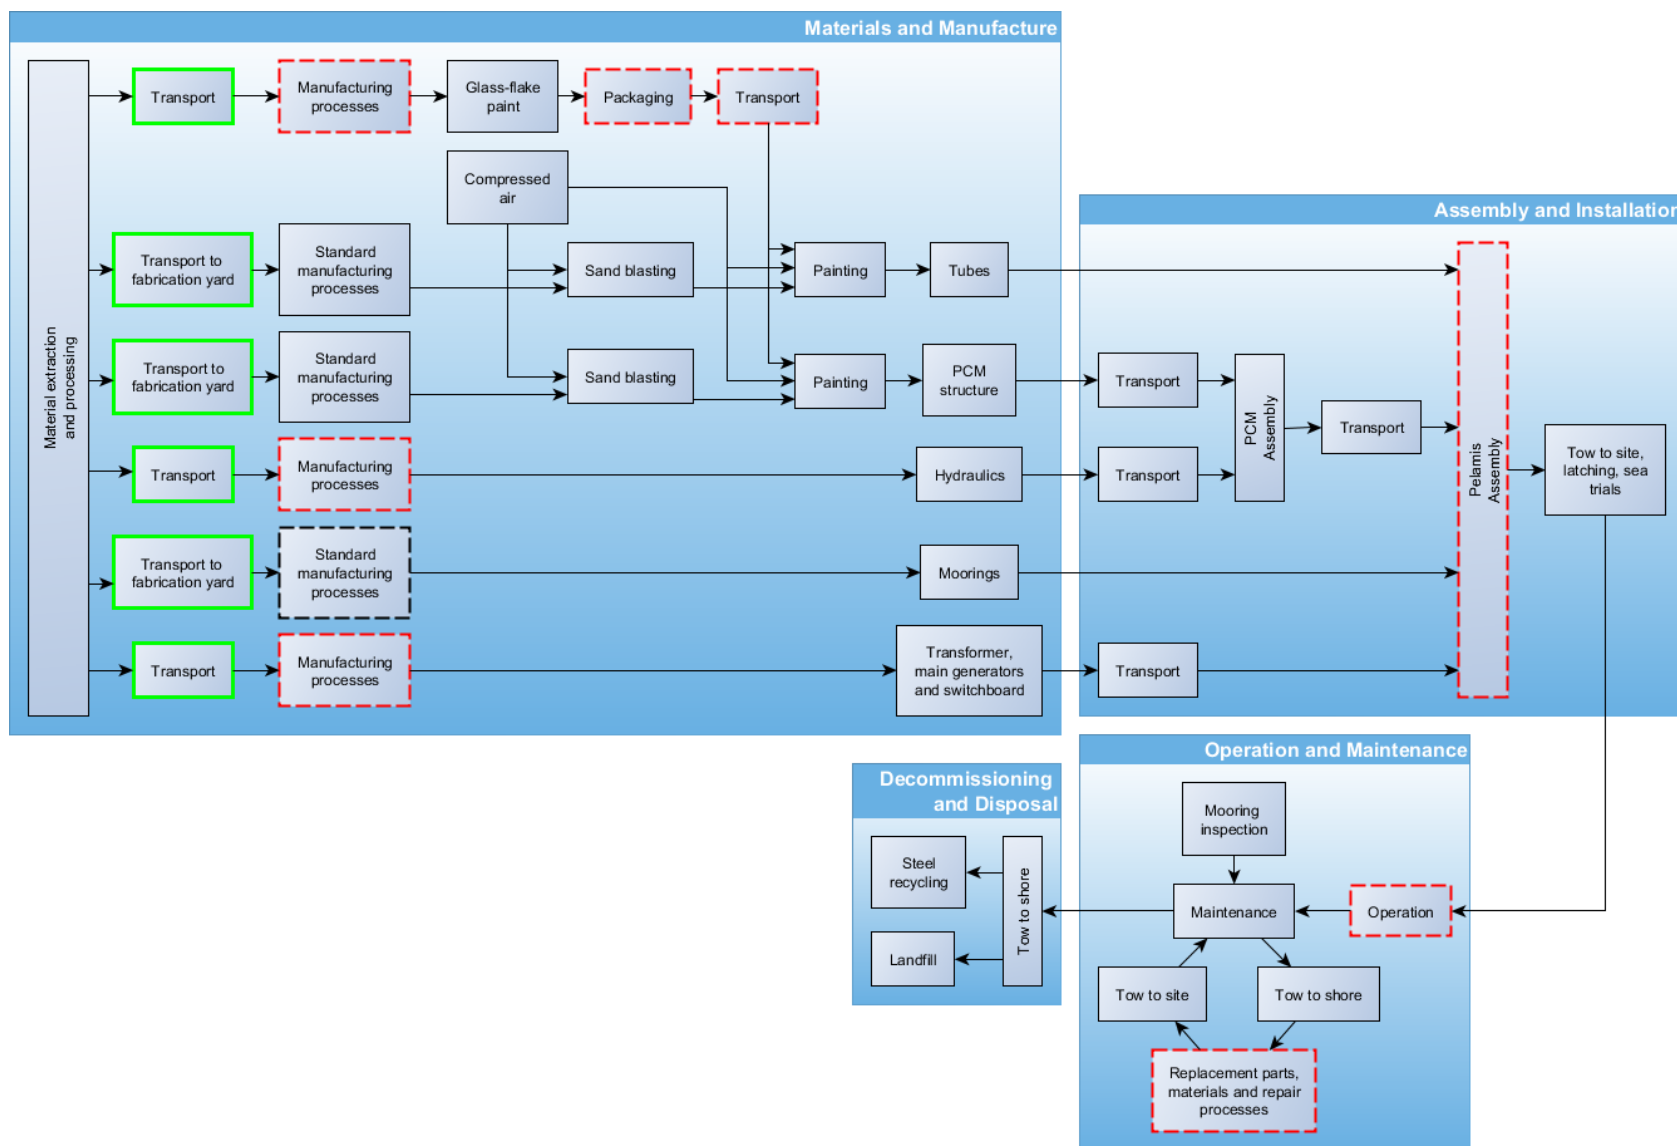 Materials and Manufacture
Material extraction
and processing
Transport
Manufacturing
processes
Glass-flake
paint
Packaging
Transport
Compressed
air
Transport to
fabrication yard
Standard
manufacturing
processes
Sand blasting
Painting
Tubes
Transport to
fabrication yard
Standard
manufacturing
processes
Sand blasting
Painting
PCM
structure
Transport
Manufacturing
processes
Hydraulics
Transport to
fabrication yard
Standard
manufacturing
processes
Moorings
Transport
Manufacturing
processes
Transformer,
main generators
and switchboard
Assembly and Installation
Transport
Transport
PCM
Assembly
Transport
Transport
Pelamis
Assembly
Tow to site,
latching, sea
trials
Operation and Maintenance
Mooring
inspection
Maintenance
Operation
Tow to site
Tow to shore
Replacement parts,
materials and repair
processes
Decommissioning
and Disposal
Steel
recycling
Landfill
Tow to shore